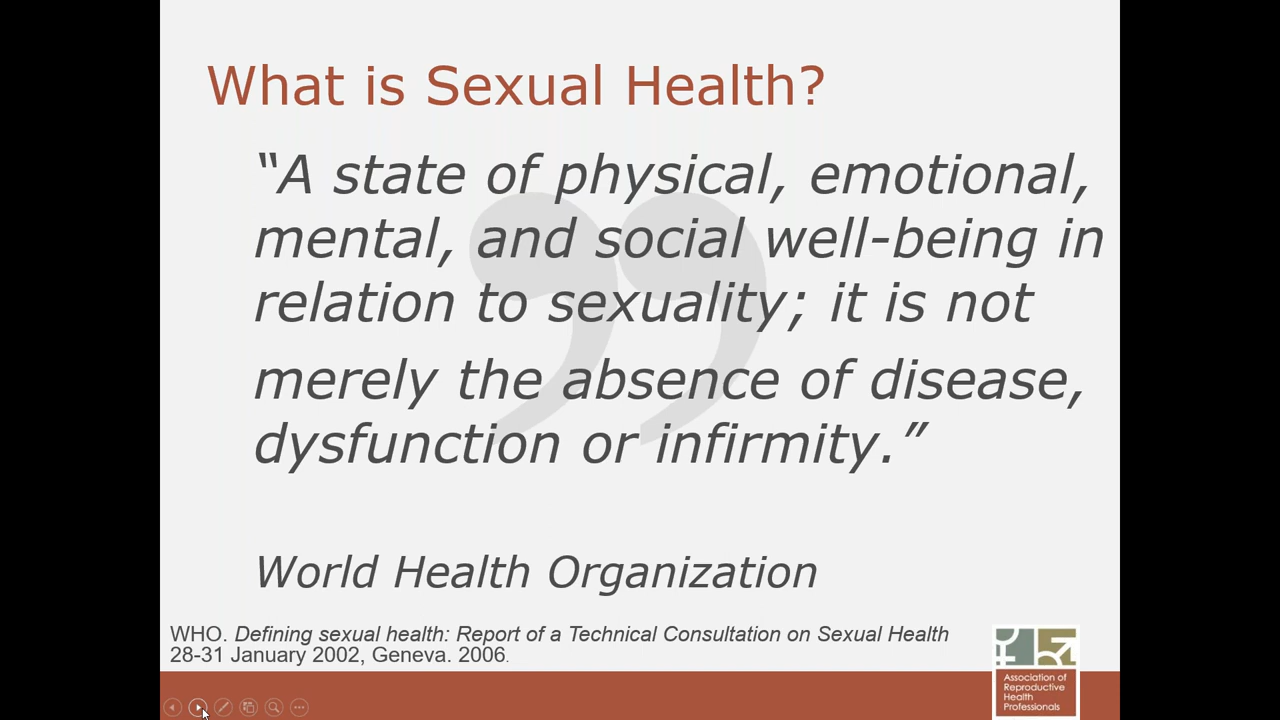 What is Sexual Health?
“A state of physical, emotional,
mental, and social well-being in
relation to sexuality; it is not
merely the absence of disease,
dysfunction or infirmity.”
World Health Organization
WHO. Defining sexual health: Report of a Technical Consultation on Sexual Health
28-31 January 2002, Geneva. 2006.
Association of
Reproductive
Health
Professionals